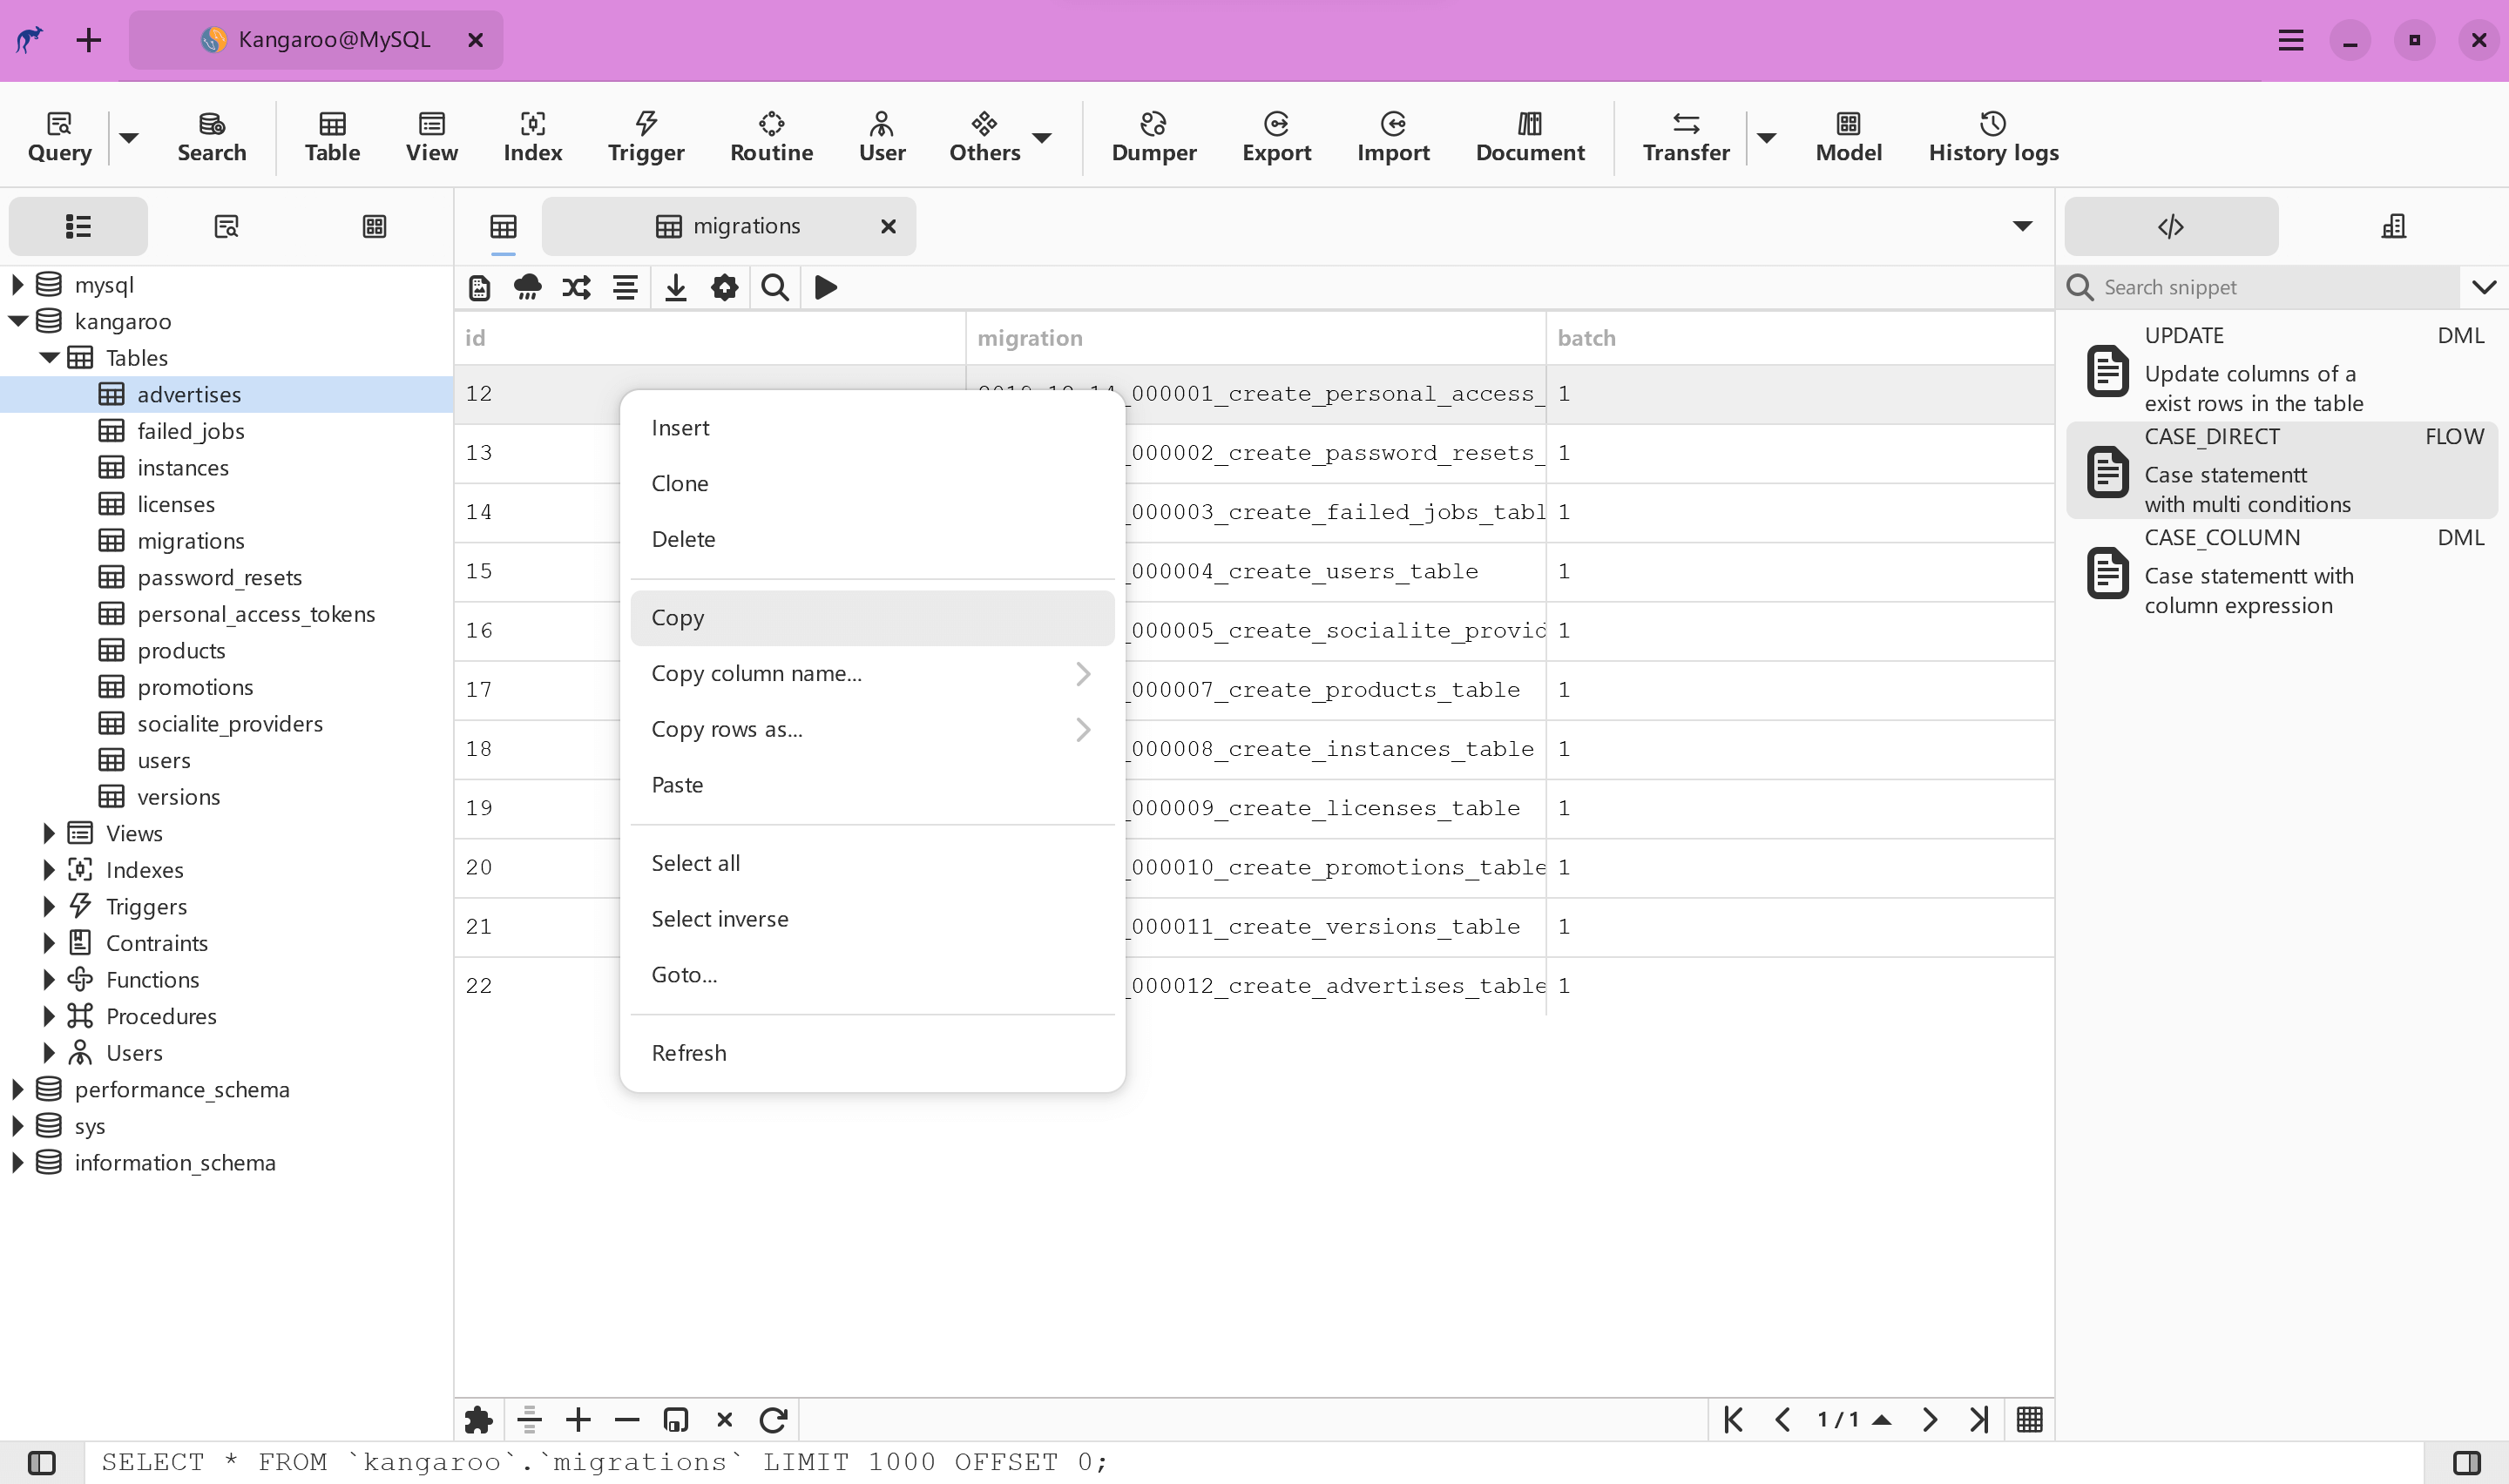 Kangaroo@MySQL
Query
Search
Table
View
Index
Trigger
Routine
User
Others
Dumper
Export
Import
Document
Transfer
Model
History logs
mysql
kangaroo
Tables
advertises
failed_jobs
instances
licenses
migrations
password_resets
personal_access_tokens
products
promotions
socialite_providers
users
versions
Views
Indexes
Triggers
Contraints
Functions
Procedures
Users
performance_schema
sys
information_schema
migrations
id migration batch
12 _000001_create_personal_access_ 1
13 _000002_create_password_resets_ 1
14 _000003_create_failed_jobs_tabl 1
15 _000004_create_users_table 1
16 _000005_create_socialite_provid 1
17 _000007_create_products_table 1
18 _000008_create_instances_table 1
19 _000009_create_licenses_table 1
20 _000010_create_promotions_table 1
21 _000011_create_versions_table 1
22 _000012_create_advertises_table 1
Insert
Clone
Delete
Copy
Copy column name...
Copy rows as...
Paste
Select all
Select inverse
Goto...
Refresh
Search snippet
UPDATE DML
Update columns of a
exist rows in the table
CASE_DIRECT FLOW
Case statementt
with multi conditions
CASE_COLUMN DML
Case statementt with
column expression
1 / 1
SELECT * FROM `kangaroo`.`migrations` LIMIT 1000 OFFSET 0;